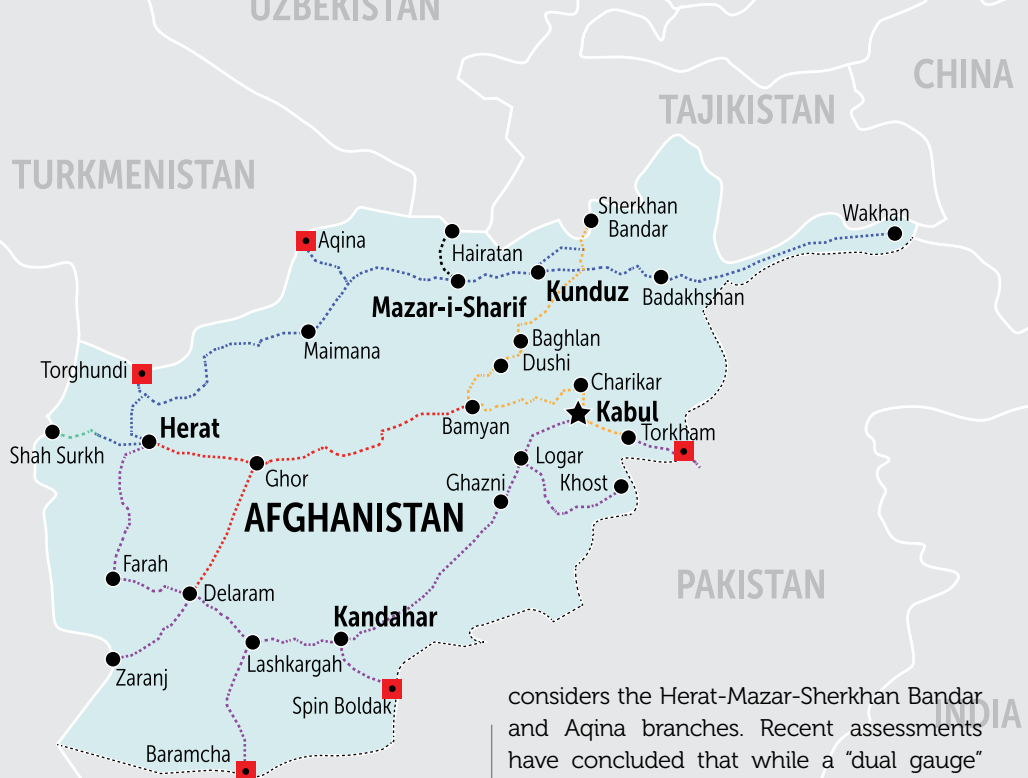 UZBEKISTAN
CHINA
TAJIKISTAN
TURKMENISTAN
Sherkhan
Bandar
Wakhan
Aqina
Hairatan
Mazar-i-Sharif
Kunduz
Badakhshan
Maimana
Baghlan
Dushi
Torghundi
Charikar
Kabul
Herat
Bamyan
Torkham
Shah Surkh
Ghor
Logar
Ghazni
Khost
AFGHANISTAN
Farah
Delaram
PAKISTAN
Kandahar
Lashkargah
Zaranj
Spin Boldak
Baramcha
INDIA
considers the Herat-Mazar-Sherkhan Bandar
and Aqina branches. Recent assessments
have concluded that while a “dual gauge”